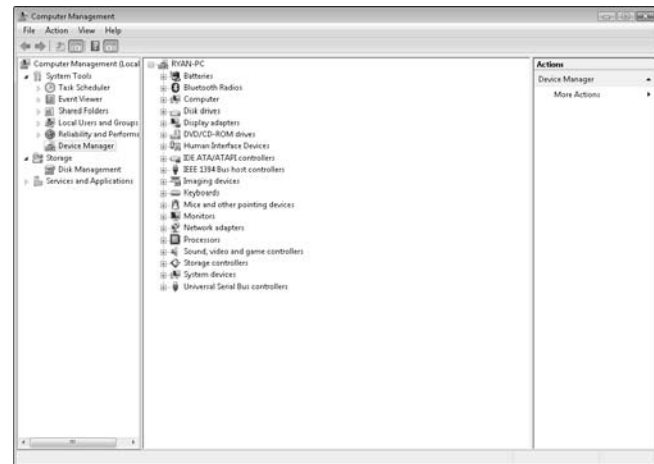 Computer Management
File Action View Help
Computer Management (Local
System Tools
Task Scheduler
Event Viewer
Shared Folders
Local Users and Groups
Reliability and Performa
Device Manager
Storage
Disk Management
Services and Applications
RYAN-PC
Batteries
Bluetooth Radios
Computer
Disk drives
Display adapters
DVD/CD-ROM drives
Human Interface Devices
IDE ATA/ATAPI controllers
IEEE 1394 Bus host controllers
Imaging devices
Keyboards
Mice and other pointing devices
Monitors
Network adapters
Processors
Sound, video and game controllers
Storage controllers
System devices
Universal Serial Bus controllers
Actions
Device Manager
More Actions